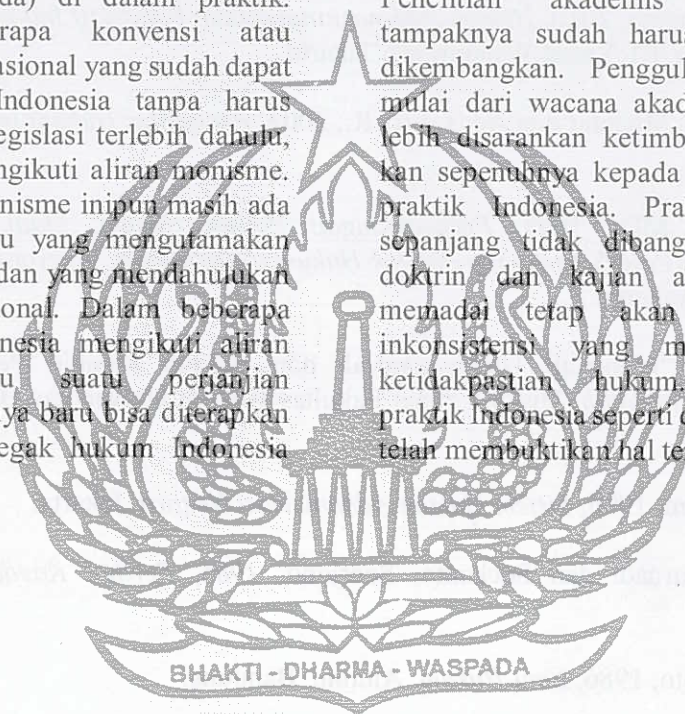 da) di dalam praktik.
rapa konvensi atau
asional yang sudah dapat
Indonesia tanpa harus
egislasi terlebih dahulu,
ngikuti aliran monisme.
nisme inipun masih ada
u yang mengutamakan
dan yang mendahulukan
onal. Dalam beberapa
nesia mengikuti aliran
u suatu perjanjian
ya baru bisa diterapkan
egak hukum Indonesia
Penelitian akademis
tampaknya sudah harus
dikembangkan. Penggul
mulai dari wacana akad
lebih disarankan ketimb
kan sepenuhnya kepada
praktik Indonesia. Pra
sepanjang tidak dibang
doktrin dan kajian a
memadai tetap akan
inkonsistensi yang m
ketidakpastian hukum.
praktik Indonesia seperti d
telah membuktikan hal te
BHAKTI - DHARMA - WASPADA